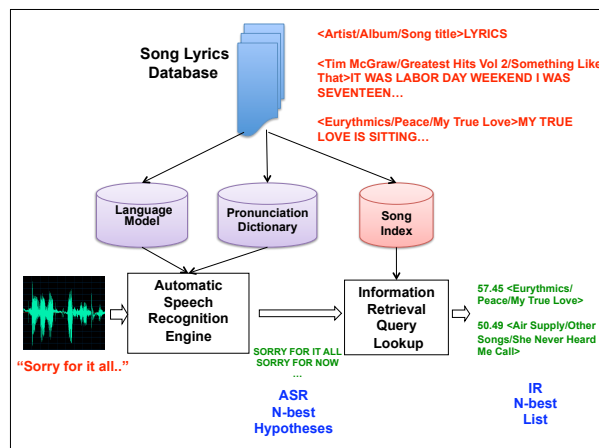 Song Lyrics
Database
<Artist/Album/Song title>LYRICS
<Tim McGraw/Greatest Hits Vol 2/Something Like
That>IT WAS LABOR DAY WEEKEND I WAS
SEVENTEEN…
<Eurythmics/Peace/My True Love>MY TRUE
LOVE IS SITTING…
Language
Model
Pronunciation
Dictionary
Song
Index
Automatic
Speech
Recognition
Engine
Information
Retrieval
Query
Lookup
57.45 <Eurythmics/
Peace/My True Love>
50.49 <Air Supply/Other
Songs/She Never Heard
Me Call>
“Sorry for it all..”
SORRY FOR IT ALL
SORRY FOR NOW
…
ASR
N-best
Hypotheses
IR
N-best
List